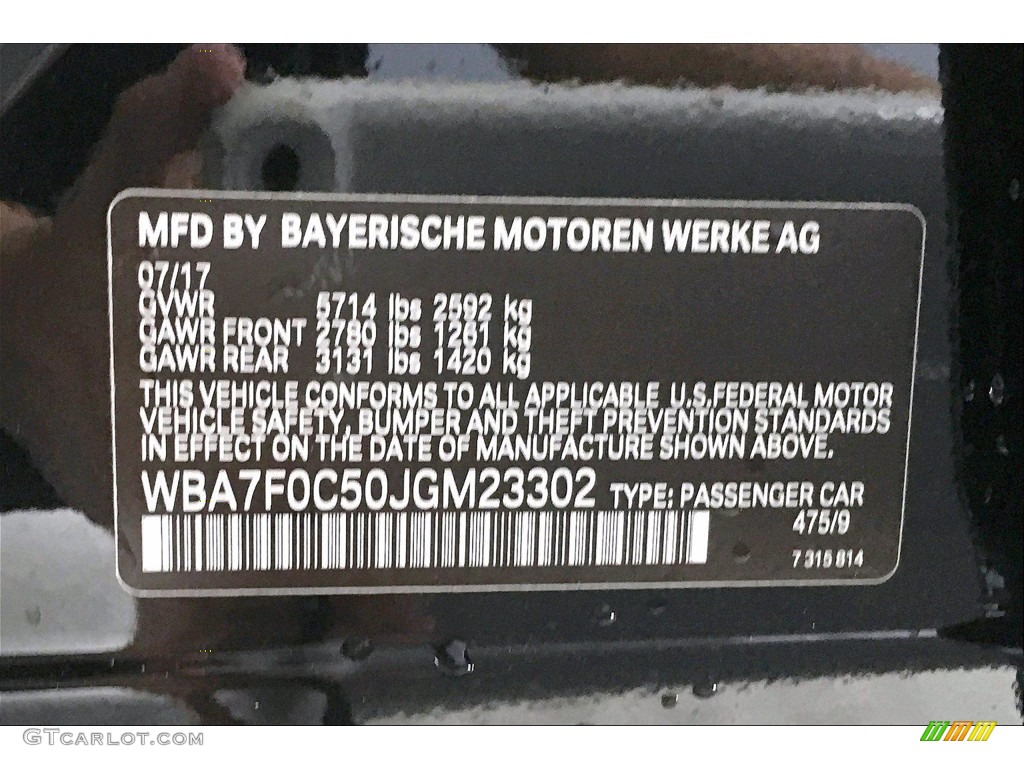 MFD BY BAYERISCHE MOTOREN WERKE AG
07/17
GVWR 5714 lbs 2592 kg
GAWR FRONT 2780 lbs 1261 kg
GAWR REAR 3131 lbs 1420 kg
THIS VEHICLE CONFORMS TO ALL APPLICABLE U.S.FEDERAL MOTOR
VEHICLE SAFETY, BUMPER AND THEFT PREVENTION STANDARDS
IN EFFECT ON THE DATE OF MANUFACTURE SHOWN ABOVE.
WBA7F0C50JGM23302 TYPE: PASSENGER CAR
475/9
7 315 814
GTCARLOT.COM